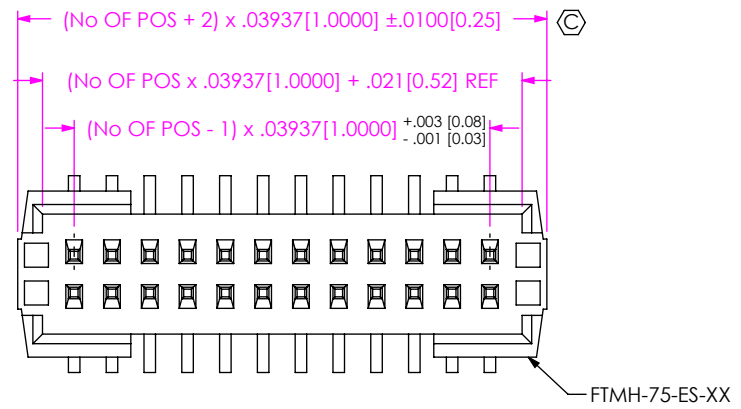 (No OF POS + 2) x .03937[1.0000] ±.0100[0.25]
C
(No OF POS x .03937[1.0000] + .021[0.52] REF
(No OF POS - 1) x .03937[1.0000] +.003 [0.08]
- .001 [0.03]
FTMH-75-ES-XX